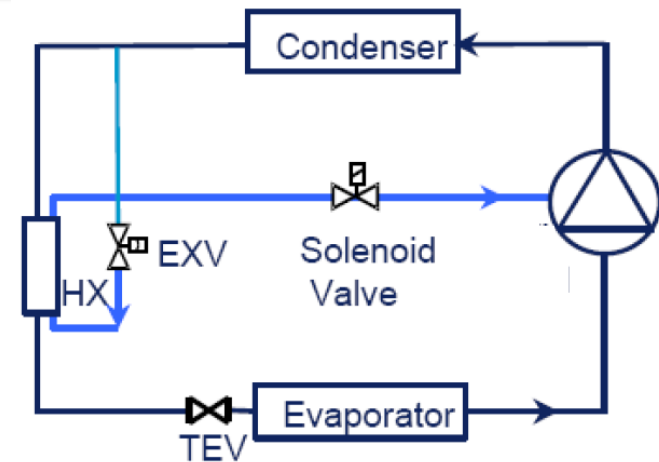 Condenser
EXV
Solenoid
Valve
HX
Evaporator
TEV